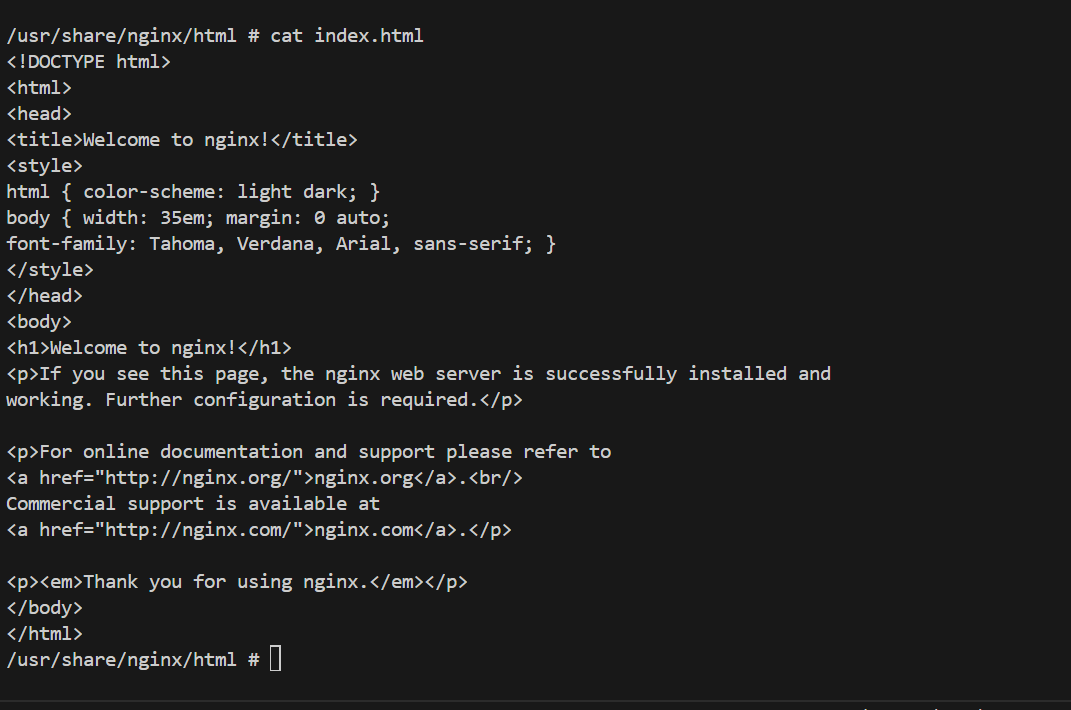 /usr/share/nginx/html # cat index.html
<!DOCTYPE html>
<html>
<head>
<title>Welcome to nginx!</title>
<style>
html { color-scheme: light dark; }
body { width: 35em; margin: 0 auto;
font-family: Tahoma, Verdana, Arial, sans-serif; }
</style>
</head>
<body>
<h1>Welcome to nginx!</h1>
<p>If you see this page, the nginx web server is successfully installed and
working. Further configuration is required.</p>

<p>For online documentation and support please refer to
<a href="http://nginx.org/">nginx.org</a>.<br/>
Commercial support is available at
<a href="http://nginx.com/">nginx.com</a>.</p>

<p><em>Thank you for using nginx.</em></p>
</body>
</html>
/usr/share/nginx/html #